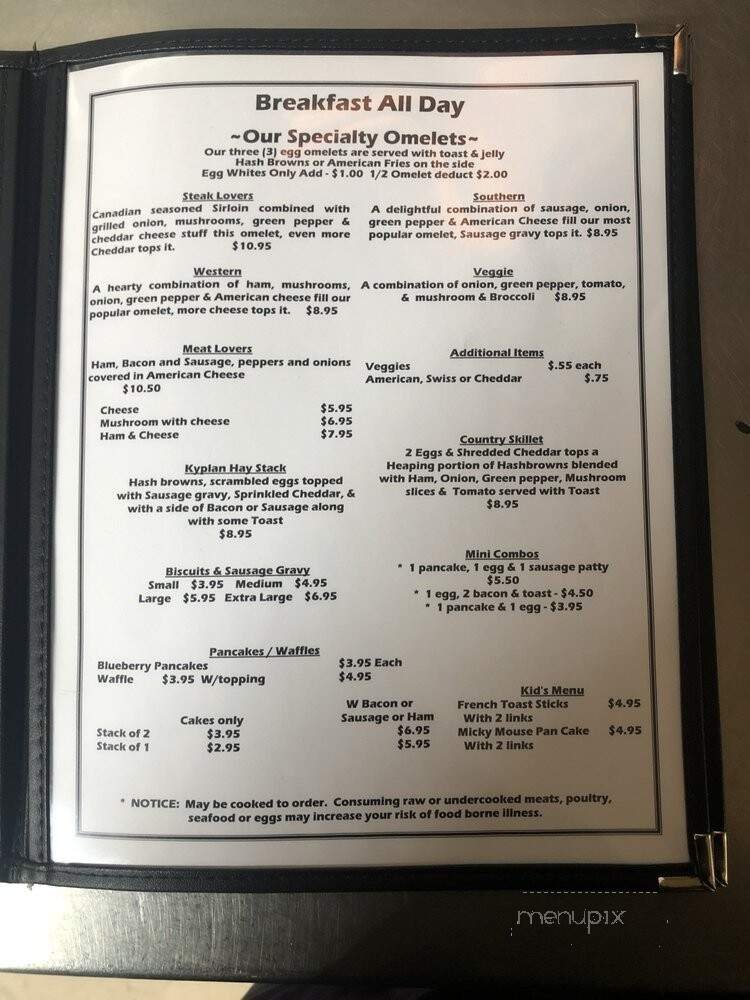 Breakfast All Day
~Our Specialty Omelets~
Our three (3) egg omelets are served with toast & Jelly
Hash Browns or American Fries on the side
Egg Whites Only Add - $1.00 1/2 Omelet deduct $2.00
Steak Lovers
Canadian seasoned Sirloin combined with
grilled onion, mushrooms, green pepper &
cheddar cheese stuff this omelet, even more
Cheddar tops it. $10.95
Southern
A delightful combination of sausage, onion,
green pepper & American Cheese fill our most
popular omelet, Sausage gravy tops it. $8.95
Western
A hearty combination of ham, mushrooms,
onion, green pepper & American cheese fill our
popular omelet, more cheese tops it. $8.95
Veggie
A combination of onion, green pepper, tomato,
& mushroom & Broccoli $8.95
Meat Lovers
Ham, Bacon and Sausage, peppers and onions
covered in American Cheese
$10.50
Additional Items
Veggies $.55 each
American, Swiss or Cheddar $.75
Cheese $5.95
Mushroom with cheese $6.95
Ham & Cheese $7.95
Country Skillet
2 Eggs & Shredded Cheddar tops a
Heaping portion of Hashbrowns blended
with Ham, Onion, Green pepper, Mushroom
slices & Tomato served with Toast
$8.95
Kyplan Hay Stack
Hash browns, scrambled eggs topped
with Sausage gravy, Sprinkled Cheddar, &
with a side of Bacon or Sausage along
with some Toast
$8.95
Mini Combos
* 1 pancake, 1 egg & 1 sausage patty
$5.50
* 1 egg, 2 bacon & toast - $4.50
* 1 pancake & 1 egg - $3.95
Biscuits & Sausage Gravy
Small $3.95 Medium $4.95
Large $5.95 Extra Large $6.95
Pancakes / Waffles
Blueberry Pancakes $3.95 Each
Waffle $3.95 W/topping $4.95
W Bacon or
Cakes only Sausage or Ham
Stack of 2 $3.95 $6.95
Stack of 1 $2.95 $5.95
Kid's Menu
French Toast Sticks $4.95
With 2 links
Micky Mouse Pan Cake $4.95
With 2 links
* NOTICE: May be cooked to order. Consuming raw or undercooked meats, poultry,
seafood or eggs may increase your risk of food borne illness.
menupix